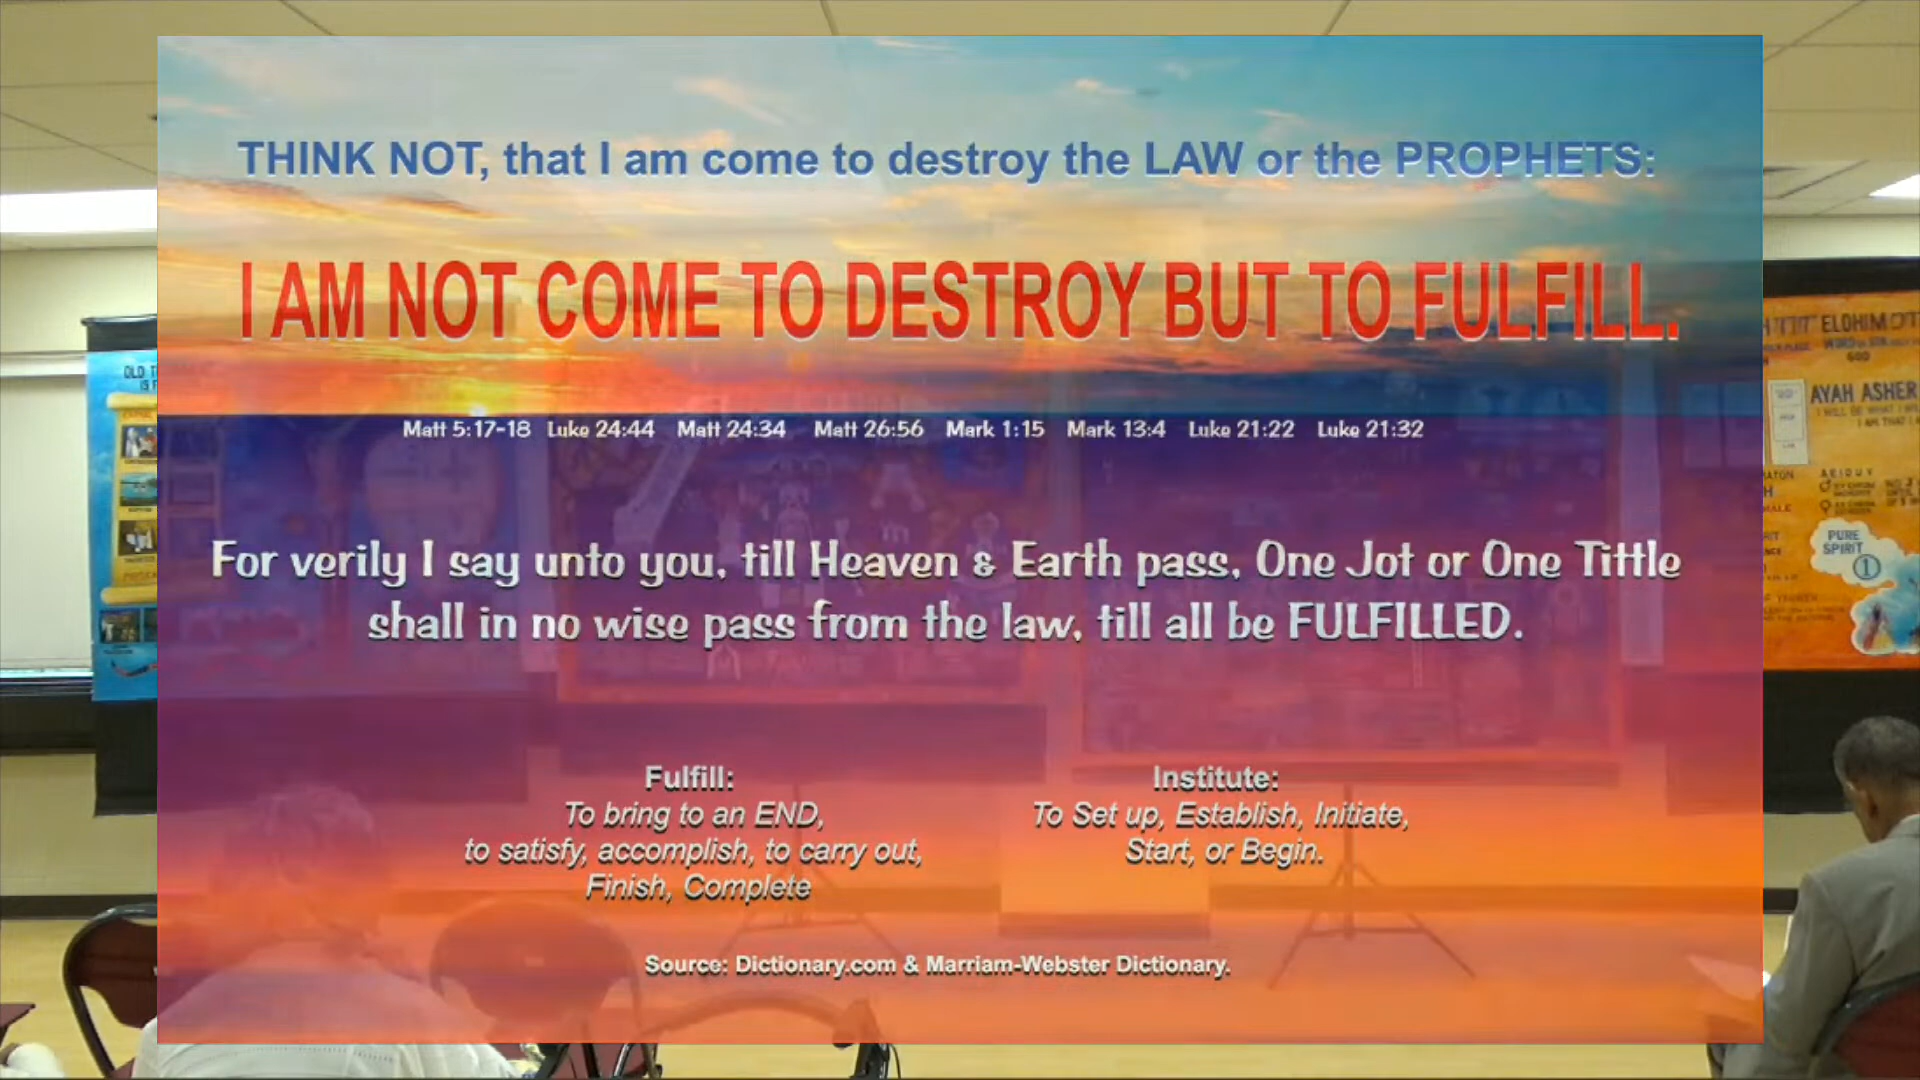 THINK NOT, that I am come to destroy the LAW or the PROPHETS:
I AM NOT COME TO DESTROY BUT TO FULFILL.
Matt 5:17-18 Luke 24:44 Matt 24:34 Matt 26:56 Mark 1:15 Mark 13:4 Luke 21:22 Luke 21:32
For verily I say unto you, till Heaven & Earth pass, One Jot or One Tittle
shall in no wise pass from the law, till all be FULFILLED.
Fulfill:
To bring to an END,
to satisfy, accomplish, to carry out,
Finish, Complete
Institute:
To Set up, Establish, Initiate,
Start, or Begin.
Source: Dictionary.com & Marriam-Webster Dictionary.
OLD
ELOHIM
AYAH ASHER
PURE
SPIRIT
1